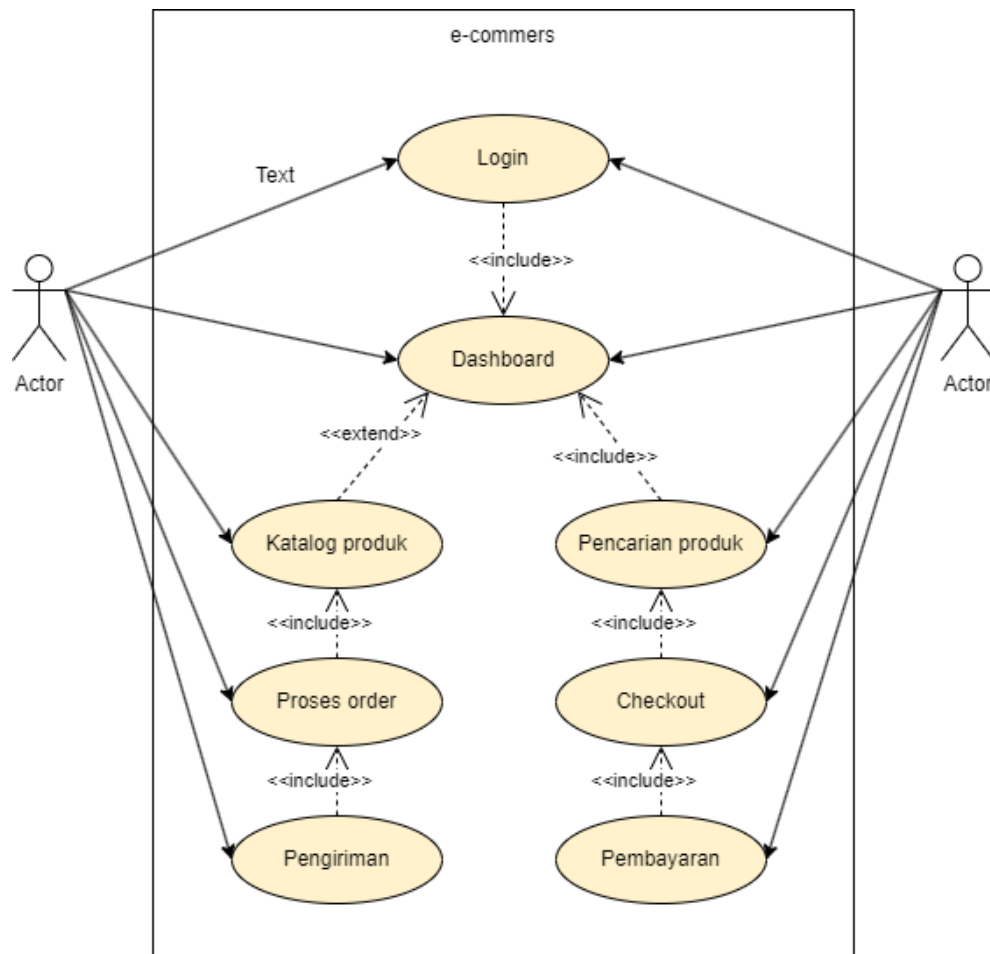 e-commers
Login
Text
<<include>>
Dashboard
Actor
Actor
<<extend>>
<<include>>
Katalog produk
Pencarian produk
<<include>>
<<include>>
Proses order
Checkout
<<include>>
<<include>>
Pengiriman
Pembayaran